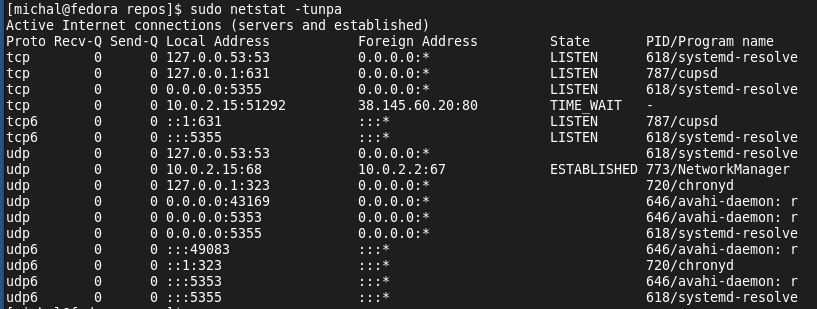 [michal@fedora repos]$ sudo netstat -tunpa
Active Internet connections (servers and established)
Proto Recv-Q Send-Q Local Address           Foreign Address         State       PID/Program name
tcp        0      0 127.0.0.53:53           0.0.0.0:*               LISTEN      618/systemd-resolve
tcp        0      0 127.0.0.1:631           0.0.0.0:*               LISTEN      787/cupsd
tcp        0      0 0.0.0.0:5355            0.0.0.0:*               LISTEN      618/systemd-resolve
tcp        0      0 10.0.2.15:51292         38.145.60.20:80         TIME_WAIT   -
tcp6       0      0 ::1:631                 :::*                    LISTEN      787/cupsd
tcp6       0      0 :::5355                 :::*                    LISTEN      618/systemd-resolve
udp        0      0 127.0.0.53:53           0.0.0.0:*                           618/systemd-resolve
udp        0      0 10.0.2.15:68            10.0.2.2:67             ESTABLISHED 773/NetworkManager
udp        0      0 127.0.0.1:323           0.0.0.0:*                           720/chronyd
udp        0      0 0.0.0.0:43169           0.0.0.0:*                           646/avahi-daemon: r
udp        0      0 0.0.0.0:5353            0.0.0.0:*                           646/avahi-daemon: r
udp        0      0 0.0.0.0:5355            0.0.0.0:*                           618/systemd-resolve
udp6       0      0 :::49083                :::*                                646/avahi-daemon: r
udp6       0      0 ::1:323                 :::*                                720/chronyd
udp6       0      0 :::5353                 :::*                                646/avahi-daemon: r
udp6       0      0 :::5355                 :::*                                618/systemd-resolve